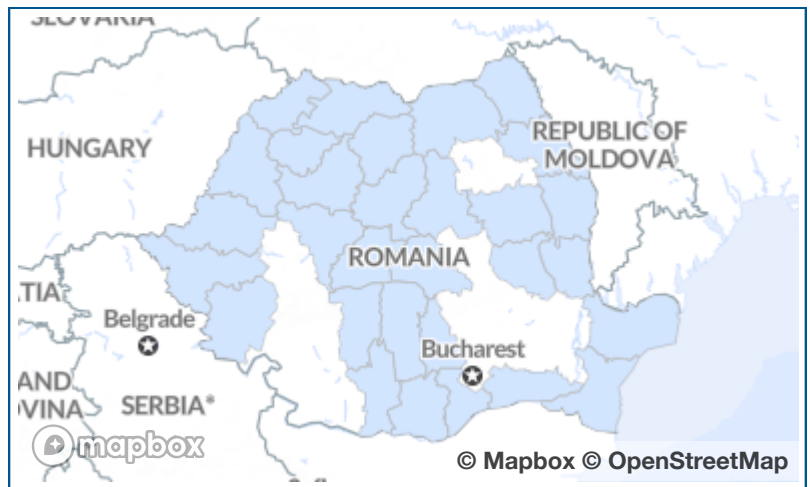 SLOVAKIA
HUNGARY
REPUBLIC OF
MOLDOVA
ROMANIA
Belgrade
Bucharest
SERBIA*
mapbox
© Mapbox © OpenStreetMap